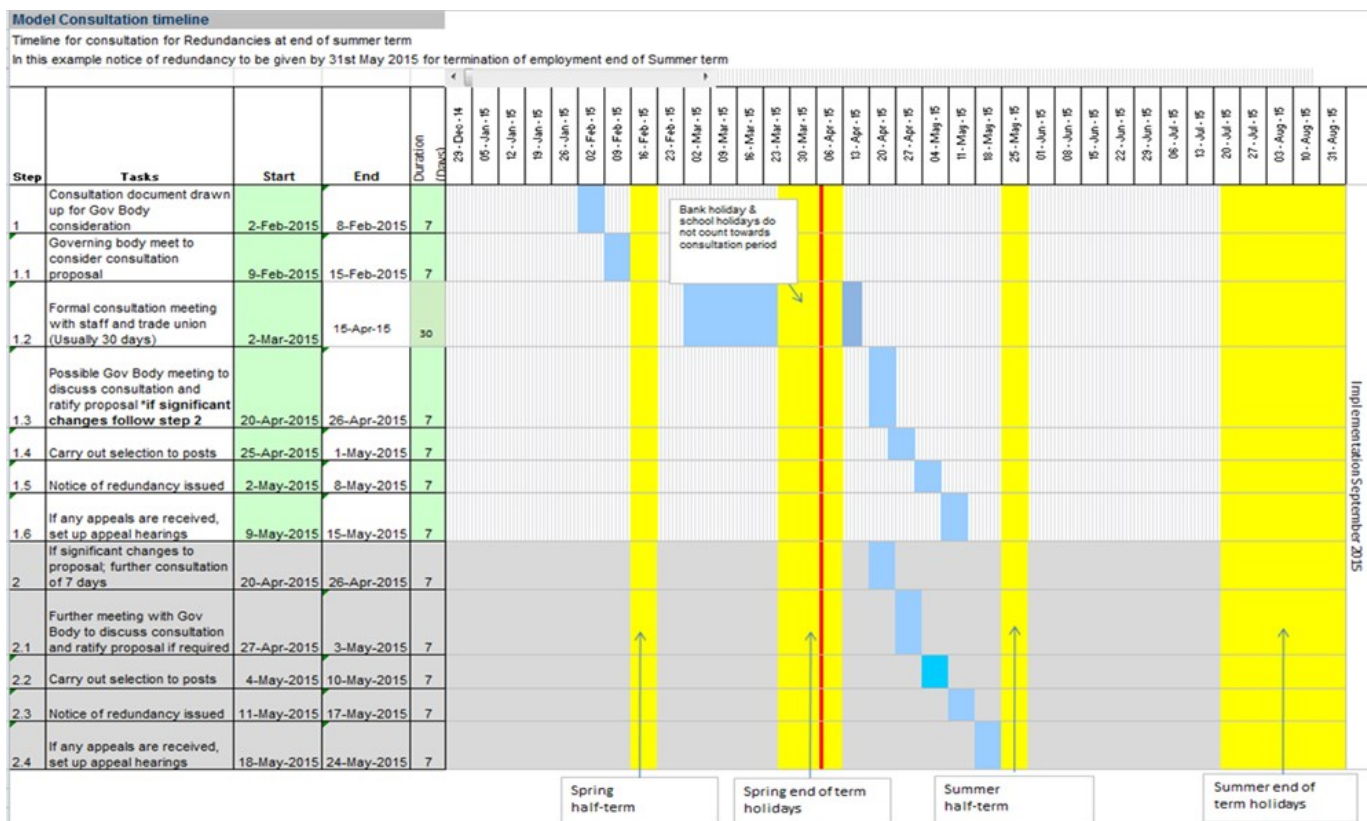 Model Consultation timeline
Timeline for consultation for Redundancies at end of summer term
In this example notice of redundancy to be given by 31st May 2015 for termination of employment end of Summer term
Step Tasks Start End Duration (Days) 29 - Dec - 14 05 - Jan - 15 12 - Jan - 15 19 - Jan - 15 26 - Jan - 15 02 - Feb - 15 09 - Feb - 15 16 - Feb - 15 23 - Feb - 15 02 - Mar - 15 09 - Mar - 15 16 - Mar - 15 23 - Mar - 15 30 - Mar - 15 06 - Apr - 15 13 - Apr - 15 20 - Apr - 15 27 - Apr - 15 04 - May - 15 11 - May - 15 18 - May - 15 25 - May - 15 01 - Jun - 15 08 - Jun - 15 15 - Jun - 15 22 - Jun - 15 29 - Jun - 15 06 - Jul - 15 13 - Jul - 15 20 - Jul - 15 27 - Jul - 15 03 - Aug - 15 10 - Aug - 15 31 - Aug - 15
Consultation document drawn
up for Gov Body
1 consideration 2-Feb-2015 8-Feb-2015 7
Bank holiday &
school holidays do
not count towards
consultation period
Governing body meet to
consider consultation
1.1 proposal 9-Feb-2015 15-Feb-2015 7
Formal consultation meeting
with staff and trade union
1.2 (Usually 30 days) 2-Mar-2015 15-Apr-15 30
Possible Gov Body meeting to
discuss consultation and
ratify proposal *if significant
1.3 changes follow step 2 20-Apr-2015 26-Apr-2015 7
1.4 Carry out selection to posts 25-Apr-2015 1-May-2015 7
1.5 Notice of redundancy issued 2-May-2015 8-May-2015 7
If any appeals are received,
1.6 set up appeal hearings 9-May-2015 15-May-2015 7
If significant changes to
proposal; further consultation
2 of 7 days 20-Apr-2015 26-Apr-2015 7
Further meeting with Gov
Body to discuss consultation
2.1 and ratify proposal if required 27-Apr-2015 3-May-2015 7
2.2 Carry out selection to posts 4-May-2015 10-May-2015 7
2.3 Notice of redundancy issued 11-May-2015 17-May-2015 7
If any appeals are received,
2.4 set up appeal hearings 18-May-2015 24-May-2015 7
Implementation September 2015
Spring
half-term
Spring end of term
holidays
Summer
half-term
Summer end of
term holidays